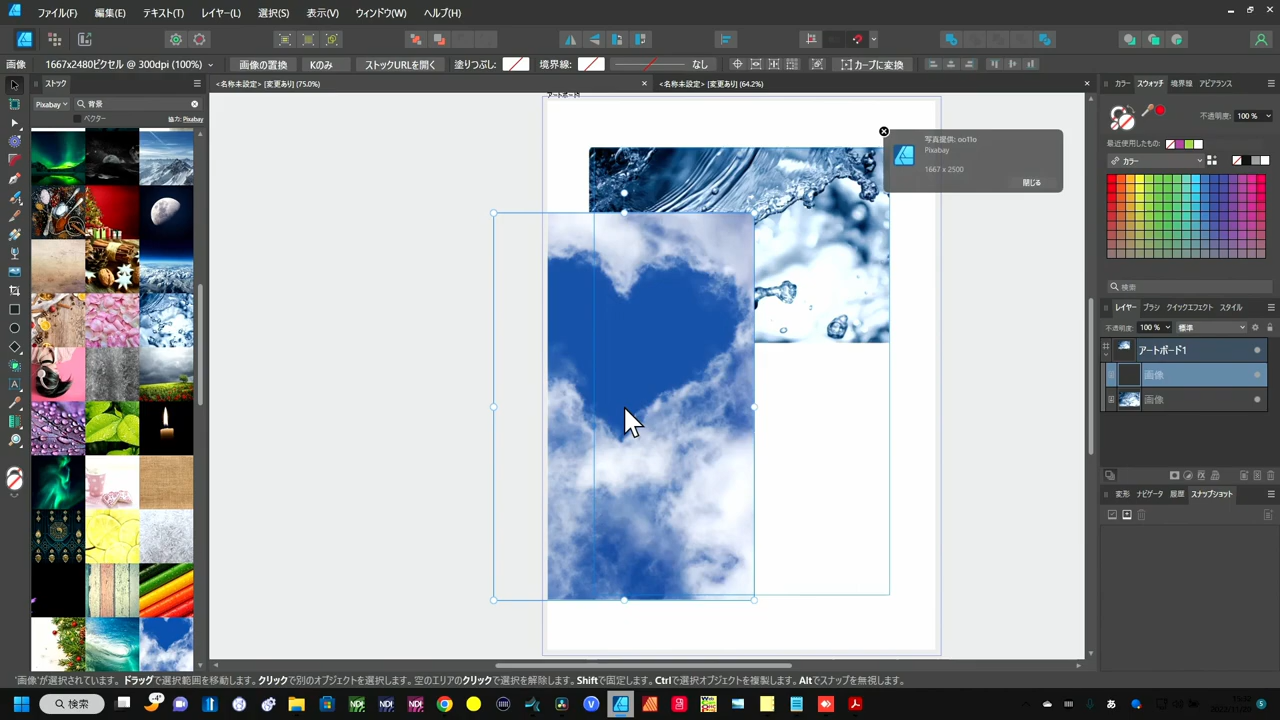 ファイル(F) 編集(E) テキスト(T) レイヤー(L) 選択(S) 表示(V) ウィンドウ(W) ヘルプ(H)
画像 1667x2480ピクセル @ 300dpi (100%) 画像の置換 Kのみ ストックURLを開く 塗りつぶし: 境界線: なし カーブに変換
ストック
<名称未設定> [変更あり] (75.0%)
<名称未設定> [変更あり] (64.2%)
カラー スウォッチ 境界線 アピアランス
Pixabay 背景
ベクター 協力: Pixabay
アートボード1
写真提供: oo11o
Pixabay
1667 x 2500
閉じる
不透明度: 100 %
最近使用したもの:
カラー
検索
レイヤー ブラシ クイックエフェクト スタイル
不透明度: 100 % 標準
アートボード1
画像
画像
変形 ナビゲータ 履歴 スナップショット
'画像'が選択されています。 ドラッグで選択範囲を移動します。 クリックで別のオブジェクトを選択します。 空のエリアのクリックで選択を解除します。 Shiftで固定します。 Ctrlで選択オブジェクトを複製します。 Altでスナップを無視します。
検索
-4°
あ
2023/11/20